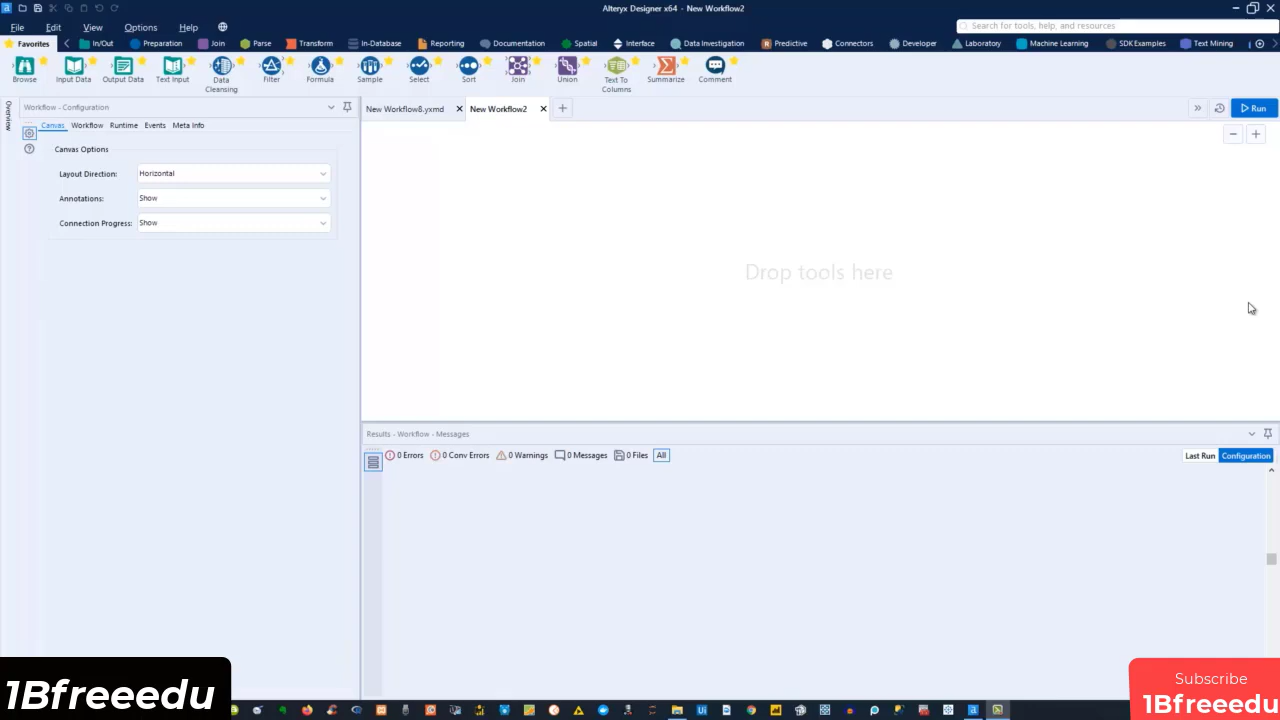 Alteryx Designer x64 - New Workflow2
File Edit View Options Help
Search for tools, help, and resources
Favorites In/Out Preparation Join Parse Transform In-Database Reporting Documentation Spatial Interface Data Investigation Predictive Connectors Developer Laboratory Machine Learning SDK Examples Text Mining
Browse Input Data Output Data Text Input Data Cleansing Filter Formula Sample Select Sort Join Union Text To Columns Summarize Comment
Overview
Workflow - Configuration
New Workflow8.yxmd New Workflow2
Run
Canvas Workflow Runtime Events Meta Info
Canvas Options
Layout Direction: Horizontal
Annotations: Show
Connection Progress: Show
Drop tools here
Results - Workflow - Messages
0 Errors 0 Conv Errors 0 Warnings 0 Messages 0 Files All
Last Run Configuration
1Bfreeedu
Subscribe
1Bfreeedu